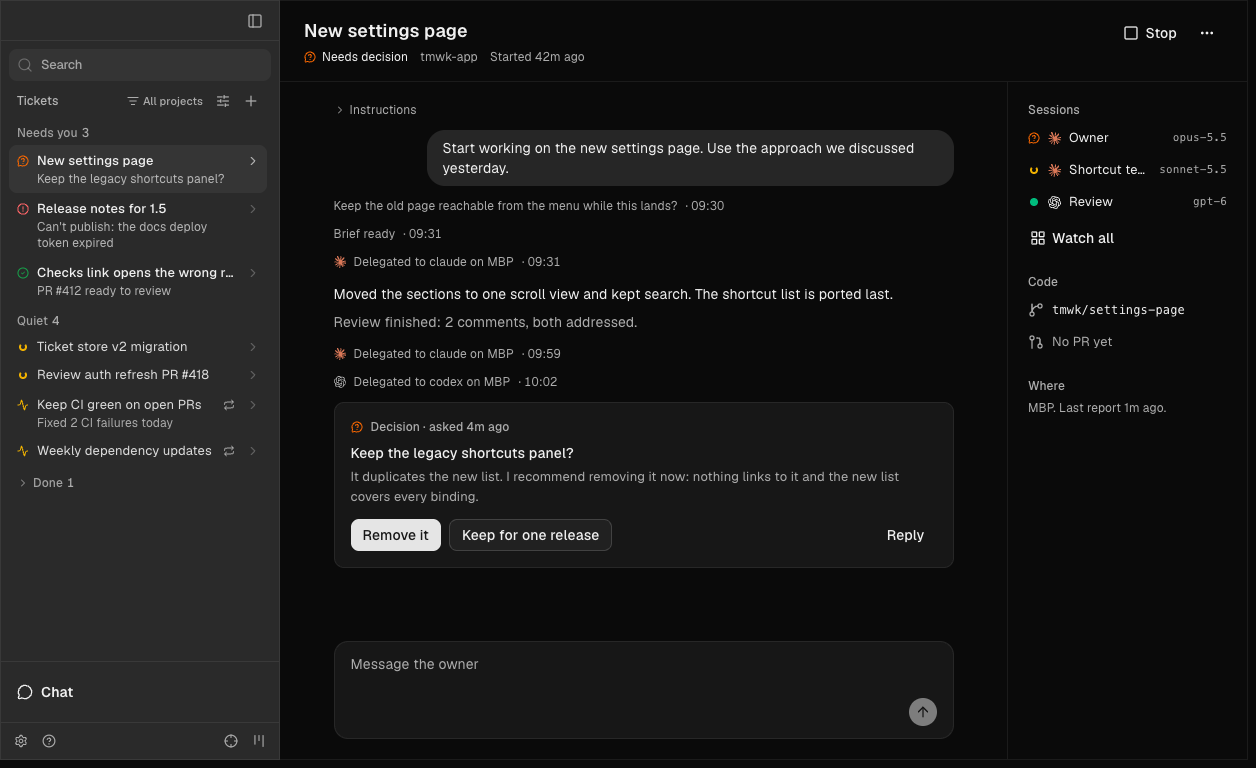 Search
Tickets
All projects
Needs you 3
New settings page
Keep the legacy shortcuts panel?
Release notes for 1.5
Can't publish: the docs deploy
token expired
Checks link opens the wrong r…
PR #412 ready to review
Quiet 4
Ticket store v2 migration
Review auth refresh PR #418
Keep CI green on open PRs
Fixed 2 CI failures today
Weekly dependency updates
Done 1
Chat
New settings page
Needs decision tmwk-app Started 42m ago
Stop
Instructions
Start working on the new settings page. Use the approach we discussed
yesterday.
Keep the old page reachable from the menu while this lands? · 09:30
Brief ready · 09:31
Delegated to claude on MBP · 09:31
Moved the sections to one scroll view and kept search. The shortcut list is ported last.
Review finished: 2 comments, both addressed.
Delegated to claude on MBP · 09:59
Delegated to codex on MBP · 10:02
Decision · asked 4m ago
Keep the legacy shortcuts panel?
It duplicates the new list. I recommend removing it now: nothing links to it and the new list
covers every binding.
Remove it
Keep for one release
Reply
Message the owner
Sessions
Owner opus-5.5
Shortcut te… sonnet-5.5
Review gpt-6
Watch all
Code
tmwk/settings-page
No PR yet
Where
MBP. Last report 1m ago.